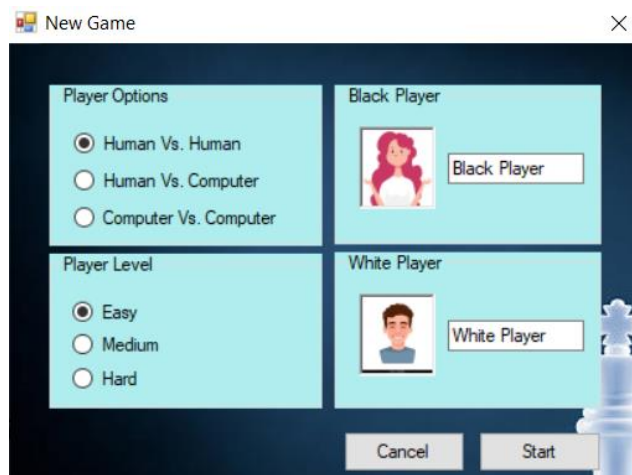 New Game
Player Options
Human Vs. Human
Human Vs. Computer
Computer Vs. Computer
Black Player
Black Player
Player Level
Easy
Medium
Hard
White Player
White Player
Cancel
Start